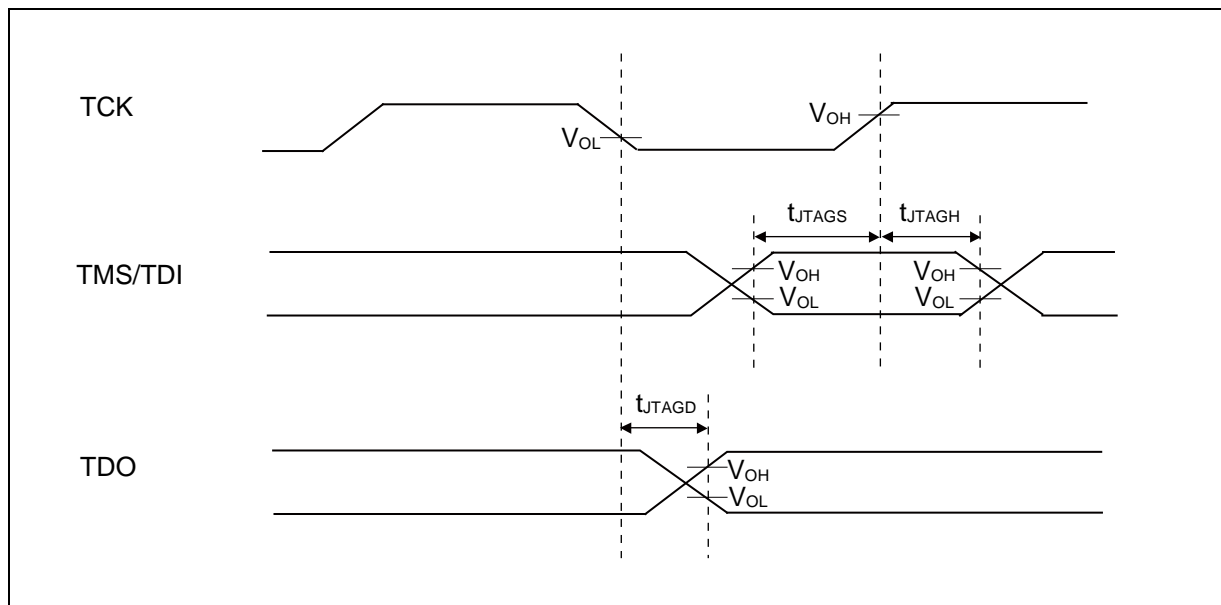 TCK
VOL
VOH
tJTAGS
tJTAGH
TMS/TDI
VOH
VOL
VOH
VOL
tJTAGD
TDO
VOH
VOL